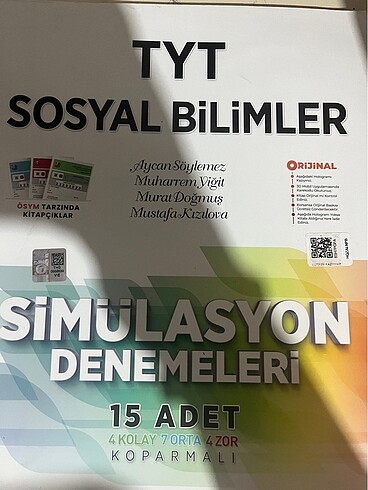 TYT
SOSYAL BİLİMLER
Aycan Söylemez
Muharrem Yiğit
Murat Doğmuş
Mustafa Kızılova
ÖSYM TARZINDA
KİTAPÇIKLAR
ORİJİNAL
SİMÜLASYON
DENEMELERİ
15 ADET
4 KOLAY 7 ORTA 4 ZOR
KOPARMALI